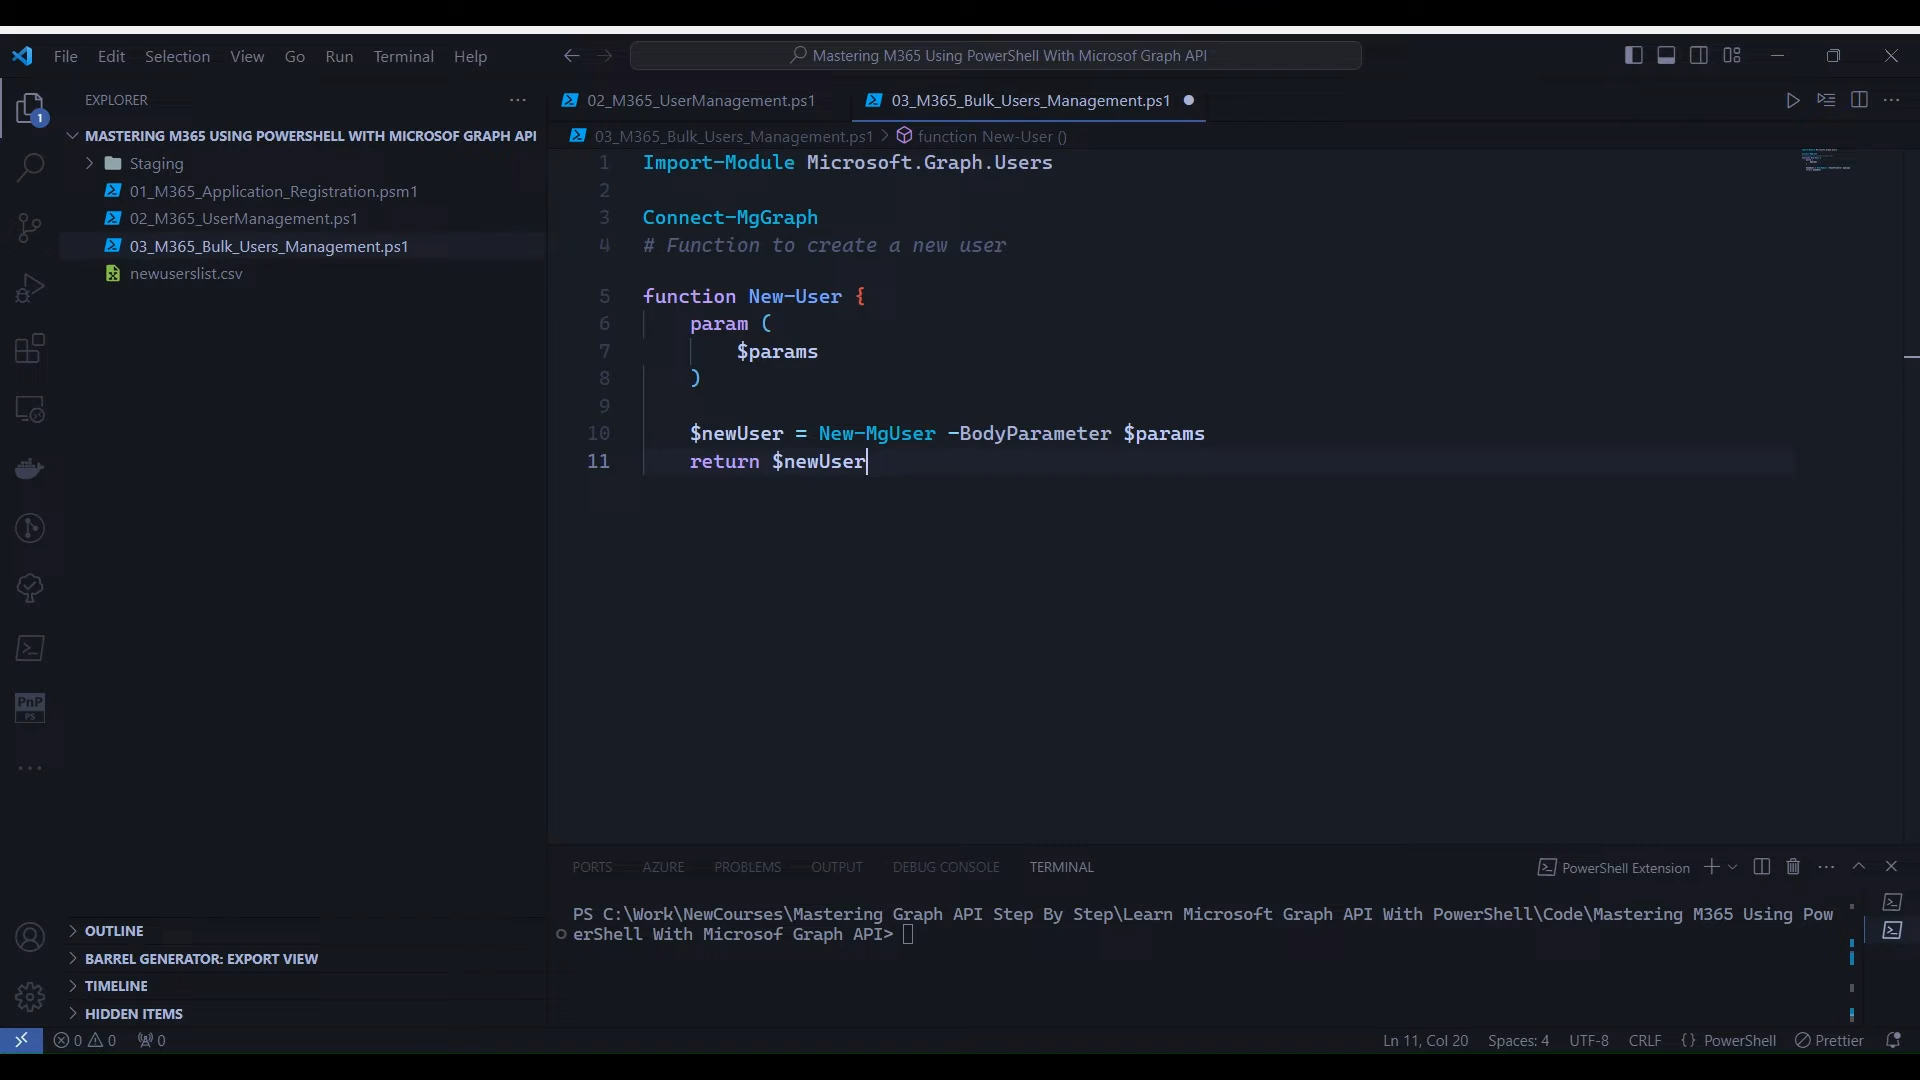 File Edit Selection View Go Run Terminal Help
Mastering M365 Using PowerShell With Microsof Graph API
EXPLORER
MASTERING M365 USING POWERSHELL WITH MICROSOF GRAPH API
Staging
01_M365_Application_Registration.psm1
02_M365_UserManagement.ps1
03_M365_Bulk_Users_Management.ps1
newuserslist.csv
1
PnP
PS
OUTLINE
BARREL GENERATOR: EXPORT VIEW
TIMELINE
HIDDEN ITEMS
02_M365_UserManagement.ps1 03_M365_Bulk_Users_Management.ps1
03_M365_Bulk_Users_Management.ps1 function New-User ()
1 Import-Module Microsoft.Graph.Users
2
3 Connect-MgGraph
4 # Function to create a new user
5 function New-User {
6 param (
7 $params
8 )
9
10 $newUser = New-MgUser -BodyParameter $params
11 return $newUser
PORTS AZURE PROBLEMS OUTPUT DEBUG CONSOLE TERMINAL
PowerShell Extension
PS C:\Work\NewCourses\Mastering Graph API Step By Step\Learn Microsoft Graph API With PowerShell\Code\Mastering M365 Using Pow
erShell With Microsof Graph API>
0 0 0
Ln 11, Col 20 Spaces: 4 UTF-8 CRLF {} PowerShell Prettier